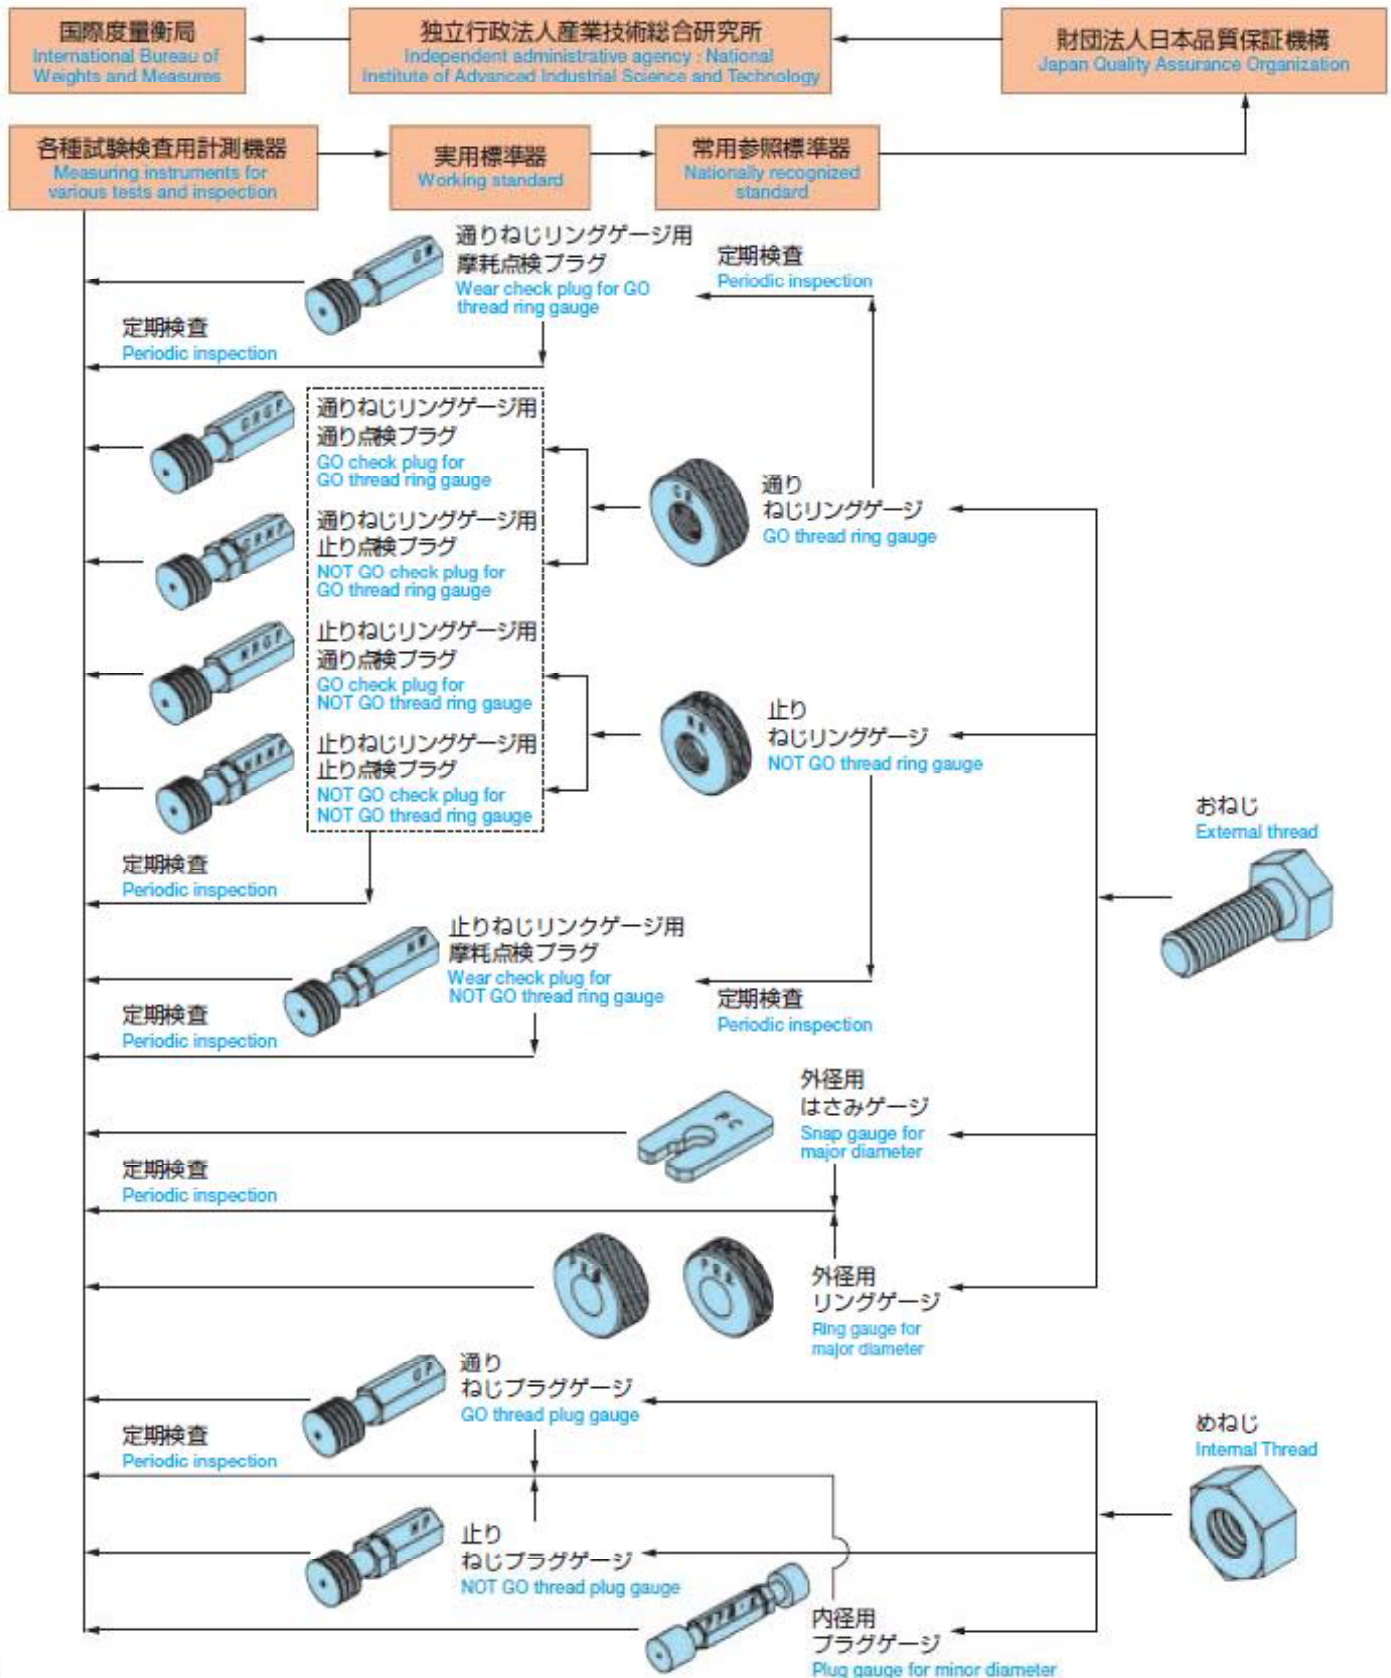 国際度量衡局
International Bureau of
Weights and Measures
独立行政法人産業技術総合研究所
Independent administrative agency : National
Institute of Advanced Industrial Science and Technology
財団法人日本品質保証機構
Japan Quality Assurance Organization
各種試験検査用計測機器
Measuring instruments for
various tests and inspection
実用標準器
Working standard
常用参照標準器
Nationally recognized
standard
GW
通りねじリングゲージ用
摩耗点検プラグ
Wear check plug for GO
thread ring gauge
定期検査
Periodic inspection
定期検査
Periodic inspection
GRGP
通りねじリングゲージ用
通り点検プラグ
GO check plug for
GO thread ring gauge
GR
通り
ねじリングゲージ
GO thread ring gauge
GRNP
通りねじリングゲージ用
止り点検プラグ
NOT GO check plug for
GO thread ring gauge
NRGP
止りねじリングゲージ用
通り点検プラグ
GO check plug for
NOT GO thread ring gauge
NR
止り
ねじリングゲージ
NOT GO thread ring gauge
NRNP
止りねじリングゲージ用
止り点検プラグ
NOT GO check plug for
NOT GO thread ring gauge
おねじ
External thread
定期検査
Periodic inspection
NW
止りねじリンクゲージ用
摩耗点検プラグ
Wear check plug for
NOT GO thread ring gauge
定期検査
Periodic inspection
定期検査
Periodic inspection
PC
外径用
はさみゲージ
Snap gauge for
major diameter
定期検査
Periodic inspection
外径用
リングゲージ
Ring gauge for
major diameter
GP
通り
ねじプラグゲージ
GO thread plug gauge
定期検査
Periodic inspection
めねじ
Internal Thread
NP
止り
ねじプラグゲージ
NOT GO thread plug gauge
内径用
プラグゲージ
Plug gauge for minor diameter